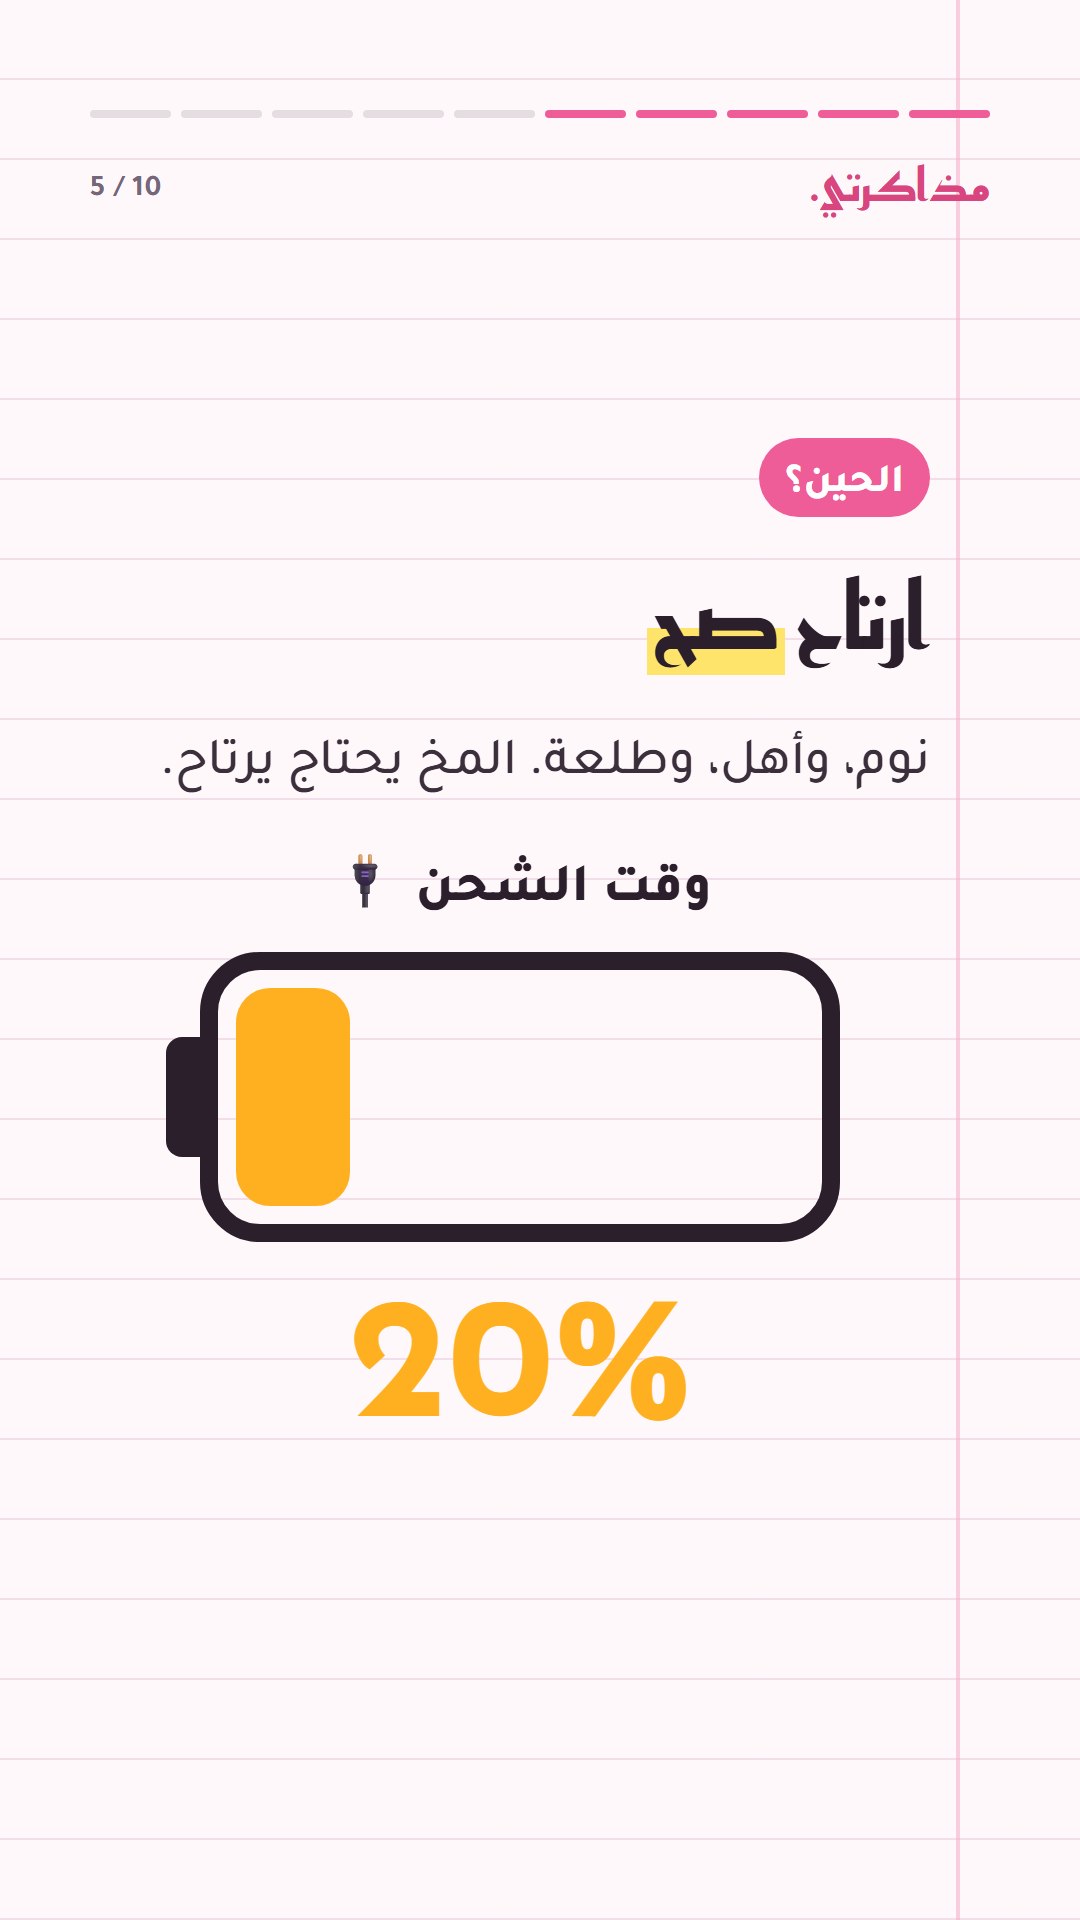 مذاكرتي.
5 / 10
الحين؟
ارتاح صح
نوم، وأهل، وطلعة. المخ يحتاج يرتاح.
وقت الشحن
20%